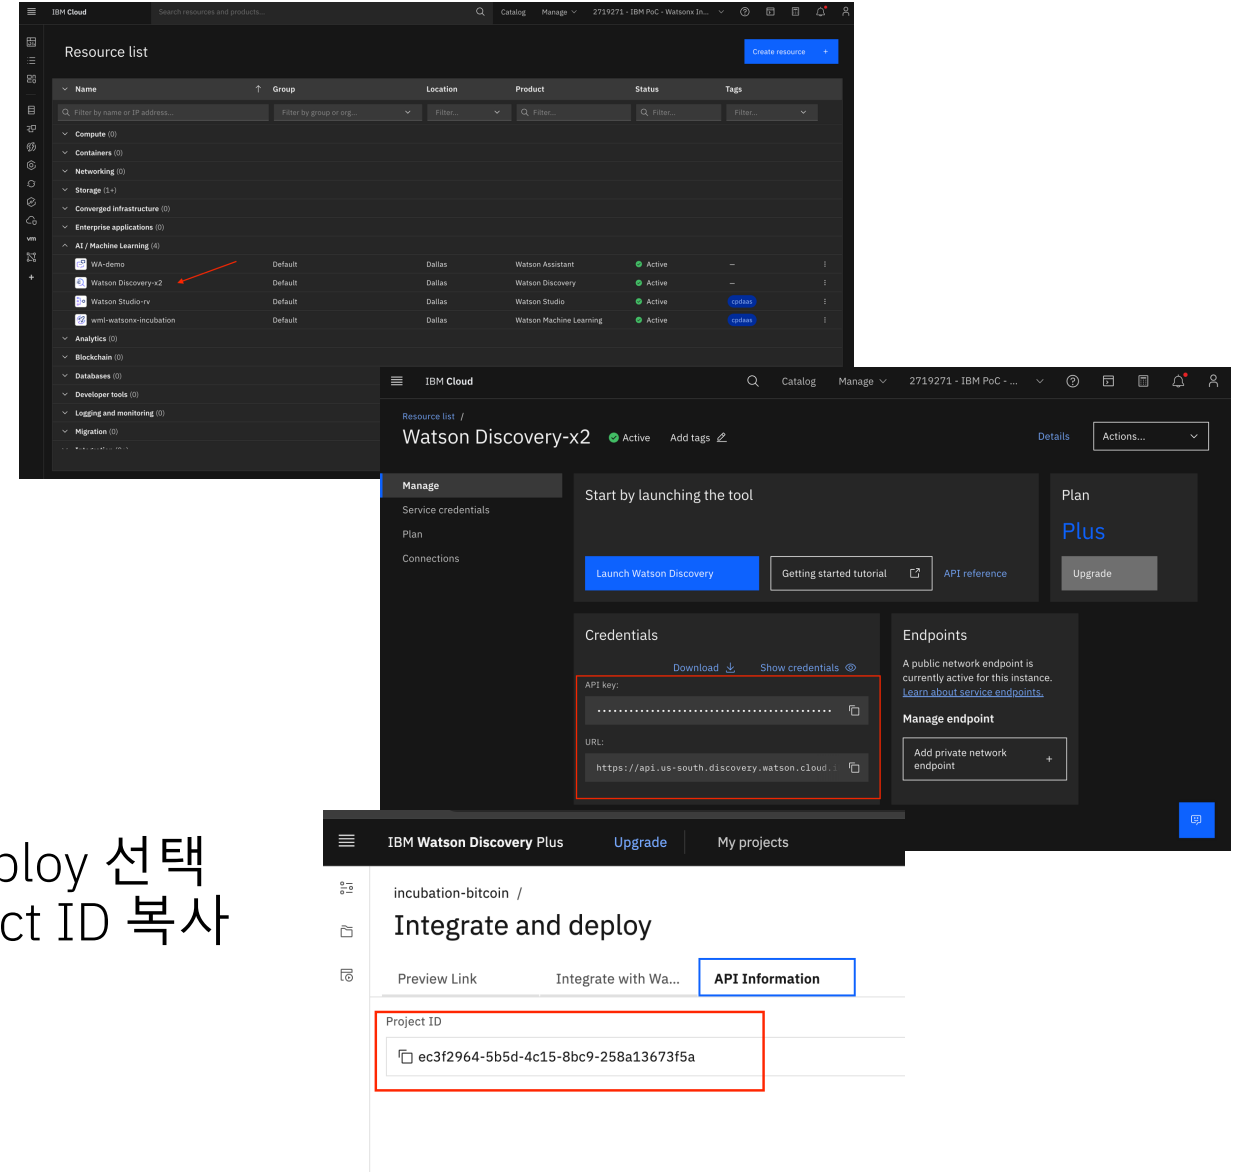 IBM Cloud
Search resources and products...
Catalog
Manage
2719271 - IBM PoC - Watsonx In...
Resource list
Create resource +
Name
Group
Location
Product
Status
Tags
Filter by name or IP address...
Filter by group or org...
Filter...
Filter...
Filter...
Filter...
Compute (0)
Containers (0)
Networking (0)
Storage (1+)
Converged infrastructure (0)
Enterprise applications (0)
vm
AI / Machine Learning (4)
WA-demo Default Dallas Watson Assistant Active –
Watson Discovery-x2 Default Dallas Watson Discovery Active –
Watson Studio-rv Default Dallas Watson Studio Active cpdaas
wml-watsonx-incubation Default Dallas Watson Machine Learning Active cpdaas
Analytics (0)
Blockchain (0)
Databases (0)
Developer tools (0)
Logging and monitoring (0)
Migration (0)
IBM Cloud
Catalog
Manage
2719271 - IBM PoC - ...
Resource list /
Watson Discovery-x2
Active
Add tags
Details
Actions...
Manage
Service credentials
Plan
Connections
Start by launching the tool
Launch Watson Discovery
Getting started tutorial
API reference
Plan
Plus
Upgrade
Credentials
Download
Show credentials
API key:
URL:
https://api.us-south.discovery.watson.cloud.i
Endpoints
A public network endpoint is
currently active for this instance.
Learn about service endpoints.
Manage endpoint
Add private network
endpoint
+
ploy 선택
ct ID 복사
IBM Watson Discovery Plus
Upgrade
My projects
incubation-bitcoin /
Integrate and deploy
Preview Link
Integrate with Wa...
API Information
Project ID
ec3f2964-5b5d-4c15-8bc9-258a13673f5a